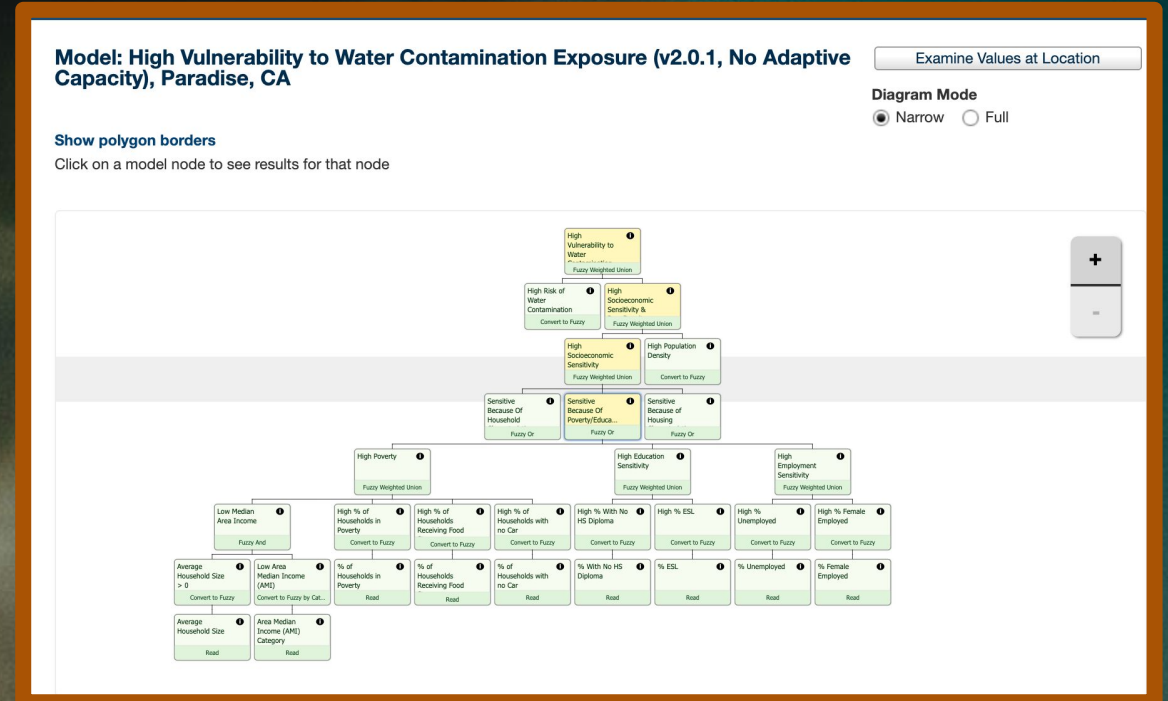 Model: High Vulnerability to Water Contamination Exposure (v2.0.1, No Adaptive
Capacity), Paradise, CA
Examine Values at Location
Diagram Mode
Narrow
Full
Show polygon borders
Click on a model node to see results for that node
+
-
High
Vulnerability to
Water
Fuzzy Weighted Union
High Risk of
Water
Contamination
Convert to Fuzzy
High
Socioeconomic
Sensitivity &
Fuzzy Weighted Union
High
Socioeconomic
Sensitivity
Fuzzy Weighted Union
High Population
Density
Convert to Fuzzy
Sensitive
Because Of
Household
Fuzzy Or
Sensitive
Because Of
Poverty/Educa...
Fuzzy Or
Sensitive
Because of
Housing
Fuzzy Or
High Poverty
Fuzzy Weighted Union
High Education
Sensitivity
Fuzzy Weighted Union
High
Employment
Sensitivity
Fuzzy Weighted Union
Low Median
Area Income
Fuzzy And
High % of
Households in
Poverty
Convert to Fuzzy
High % of
Households
Receiving Food
Convert to Fuzzy
High % of
Households with
no Car
Convert to Fuzzy
High % With No
HS Diploma
Convert to Fuzzy
High % ESL
Convert to Fuzzy
High %
Unemployed
Convert to Fuzzy
High % Female
Employed
Convert to Fuzzy
Average
Household Size
> 0
Convert to Fuzzy
Low Area
Median Income
(AMI)
Convert to Fuzzy by Cat...
% of
Households in
Poverty
Read
% of
Households
Receiving Food
Read
% of
Households with
no Car
Read
% With No HS
Diploma
Read
% ESL
Read
% Unemployed
Read
% Female
Employed
Read
Average
Household Size
Read
Area Median
Income (AMI)
Category
Read